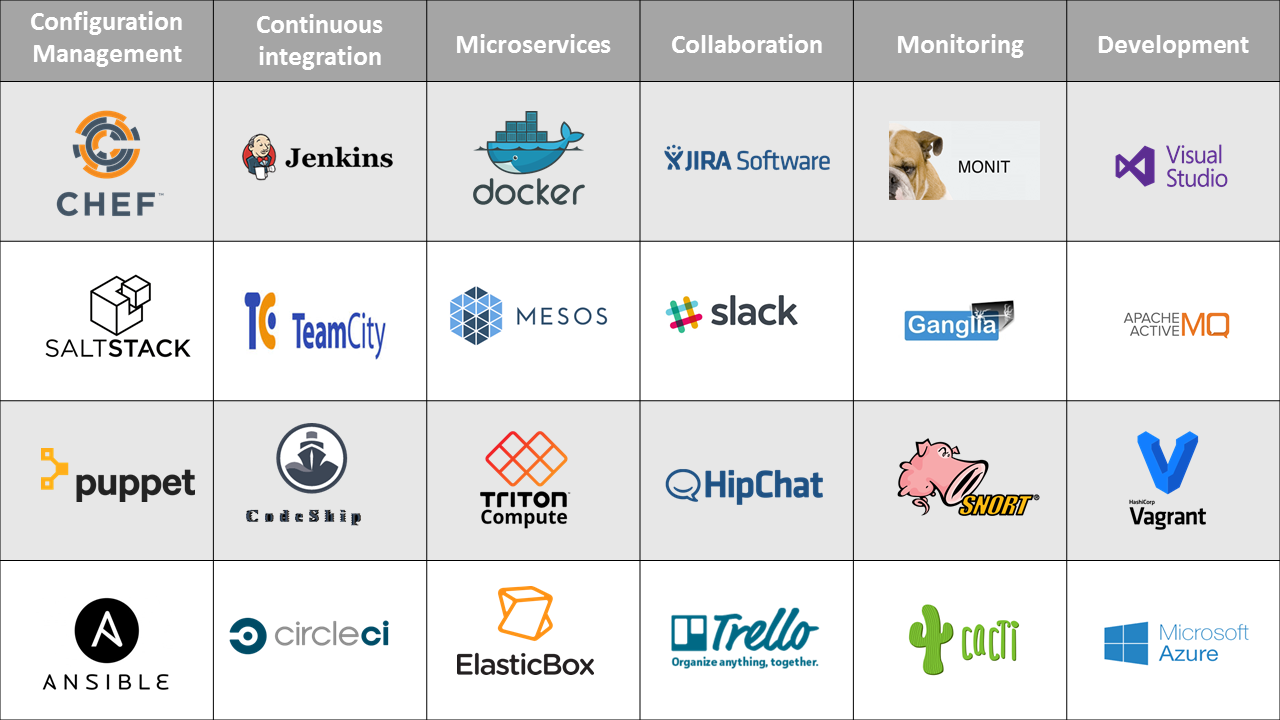 Configuration
Management
Continuous
integration
Microservices
Collaboration
Monitoring
Development
CHEF™
Jenkins
docker
JIRA Software
MONIT
Visual
Studio
SALTSTACK
TeamCity
MESOS
slack
Ganglia
APACHE
ACTIVEMQ
puppet
CodeShip
TRITON
Compute
HipChat
SNORT®
HashiCorp
Vagrant
ANSIBLE
circleci
ElasticBox
Trello
Organize anything, together.
cacti
Microsoft
Azure